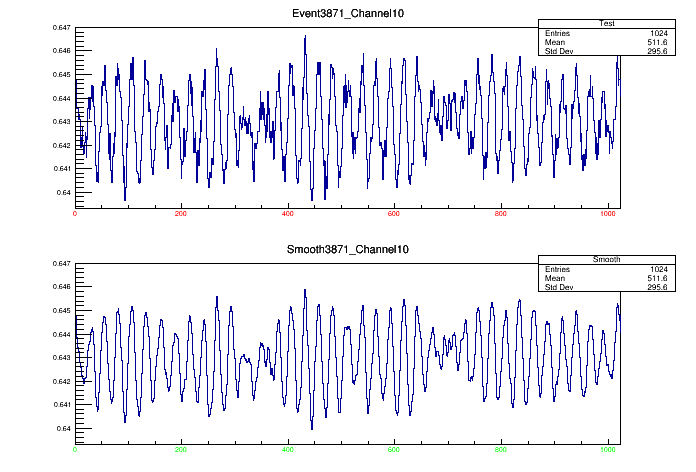 Event3871_Channel10
Test
Entries 1024
Mean 511.6
Std Dev 295.6
0.647
0.646
0.645
0.644
0.643
0.642
0.641
0.64
0 200 400 600 800 1000
Smooth3871_Channel10
Smooth
Entries 1024
Mean 511.6
Std Dev 295.6
0.647
0.646
0.645
0.644
0.643
0.642
0.641
0.64
0 200 400 600 800 1000